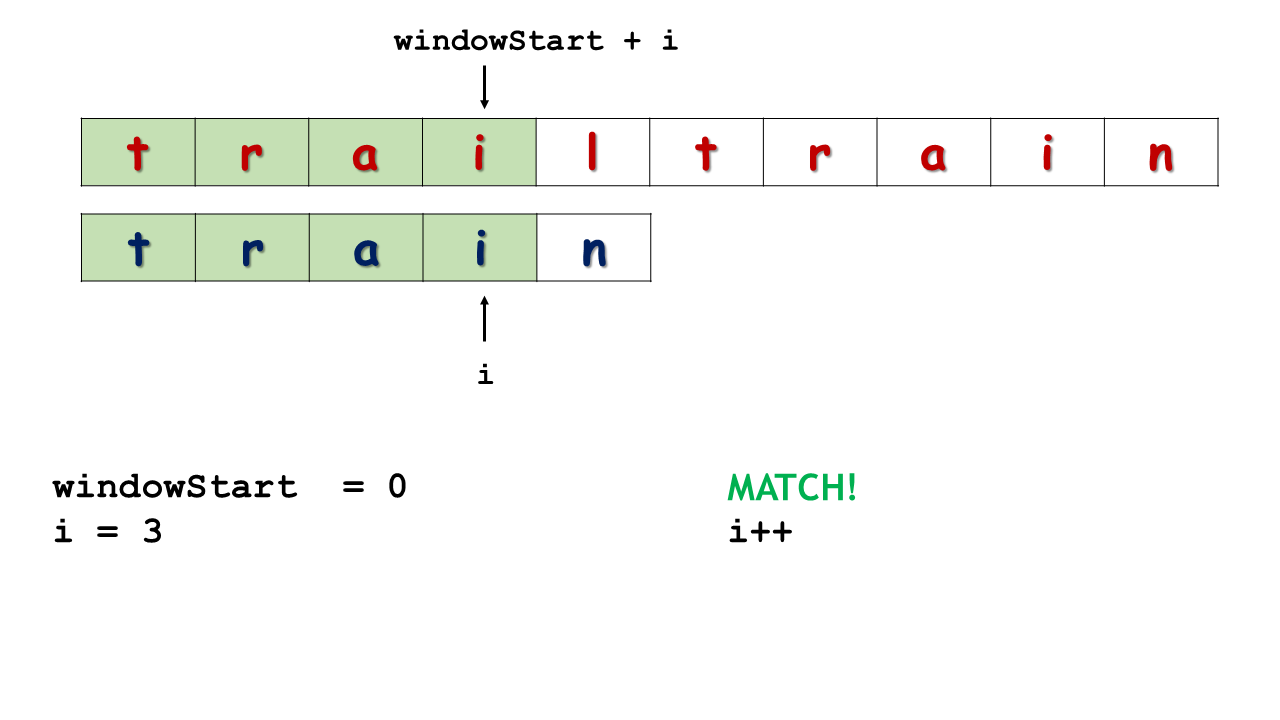 windowStart + i
t r a i l t r a i n
t r a i n
i
windowStart  = 0
i = 3
MATCH!
i++